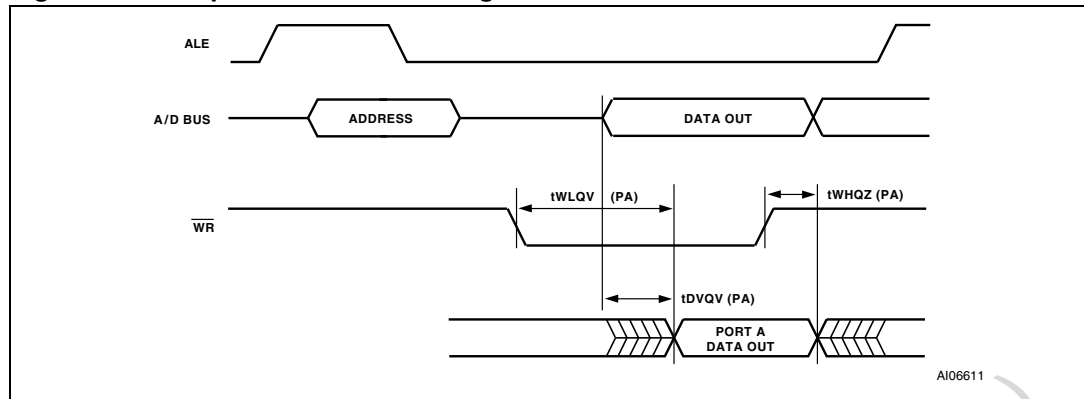 ALE
A/D BUS
ADDRESS
DATA OUT
tWLQV (PA)
tWHQZ (PA)
WR
tDVQV (PA)
PORT A
DATA OUT
AI06611